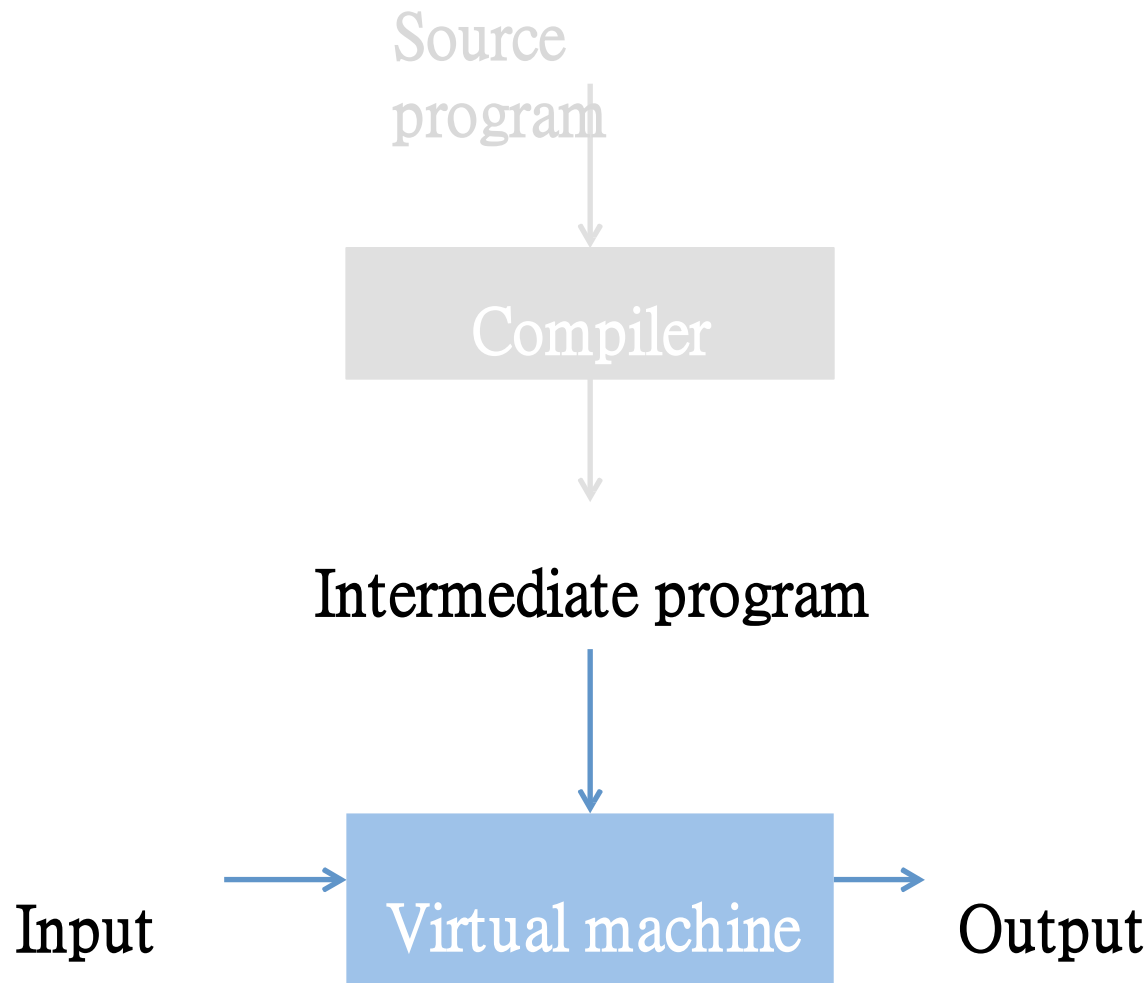 Source
program
Compiler
Intermediate program
Input
Virtual machine
Output